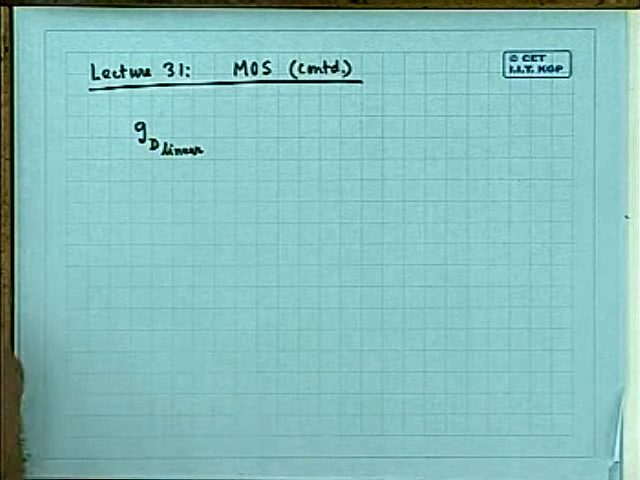 Lecture 31: MOS (Contd.)
© CET
I.I.T. KGP
g_D linear